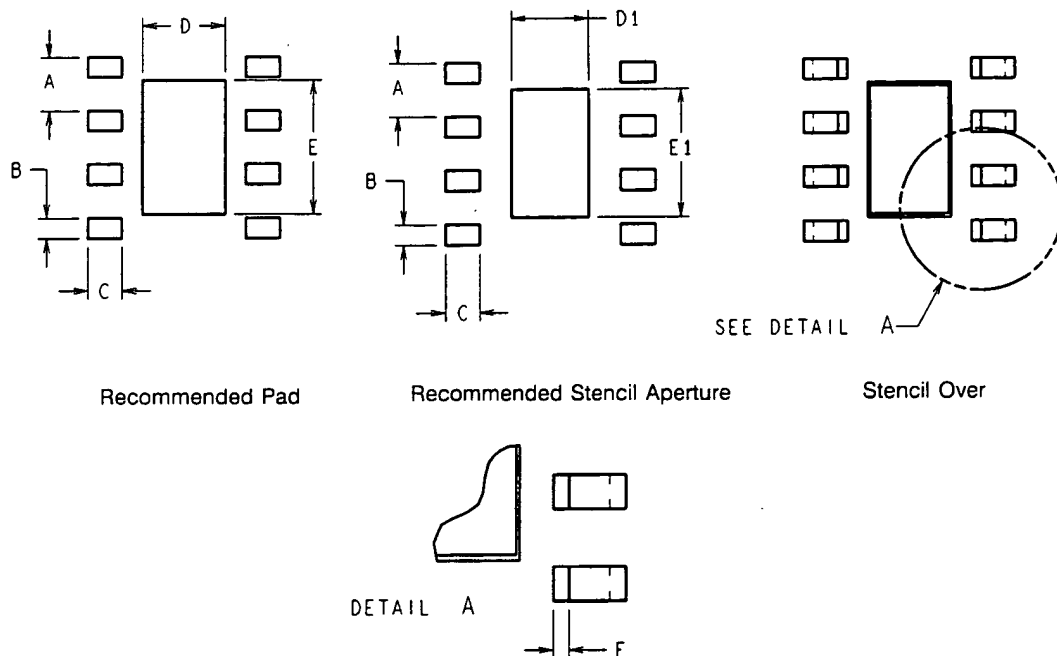 D
D1
A
A
E
E1
B
B
C
C
SEE DETAIL A
Recommended Pad
Recommended Stencil Aperture
Stencil Over
DETAIL A
F